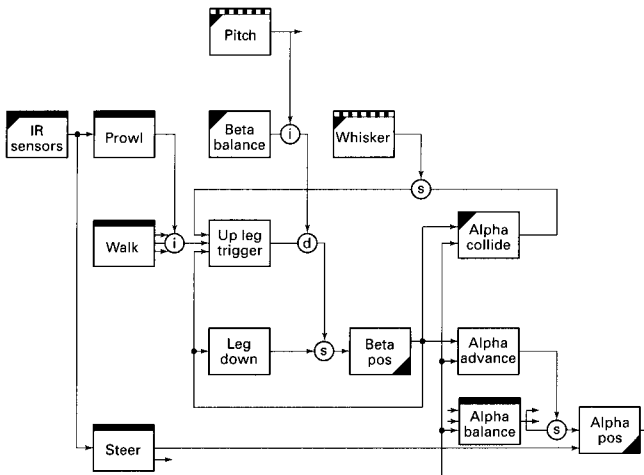 Pitch
IR
sensors
Prowl
Beta
balance
i
Whisker
s
Walk
i
Up leg
trigger
d
Alpha
collide
Leg
down
s
Beta
pos
Alpha
advance
Alpha
balance
s
Alpha
pos
Steer